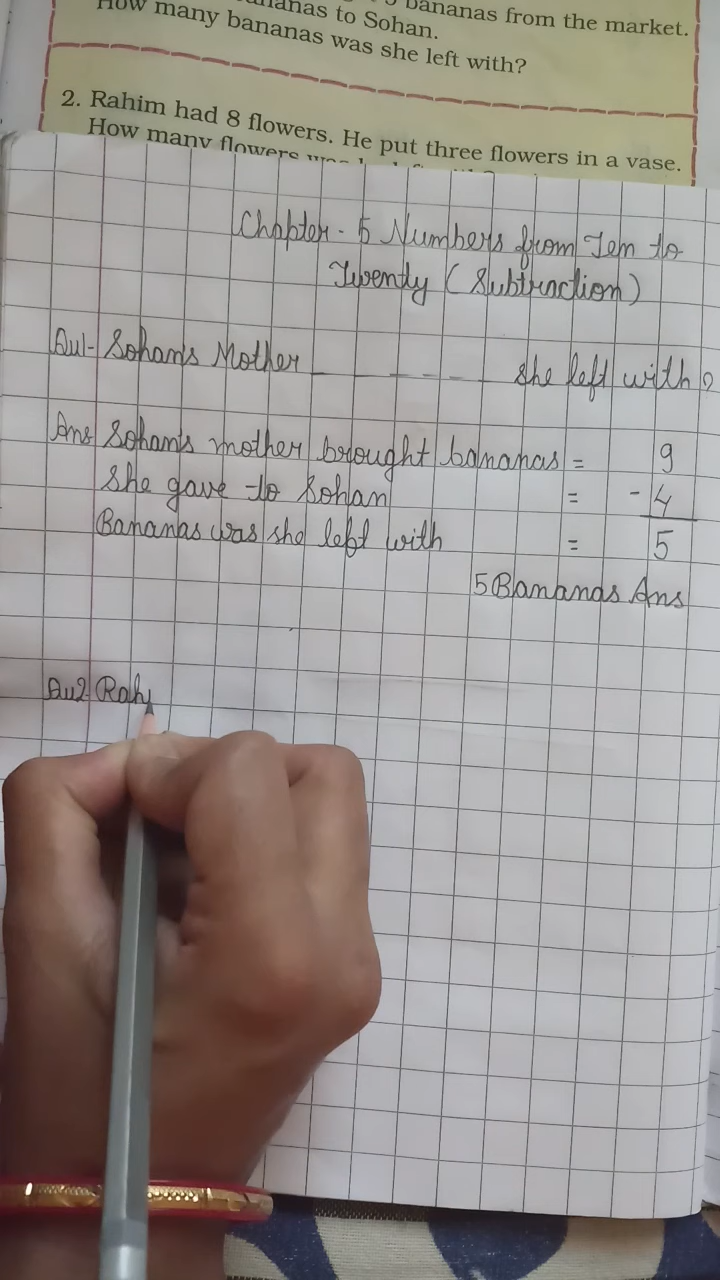 bananas from the market.
to Sohan.
How many bananas was she left with?
2. Rahim had 8 flowers. He put three flowers in a vase.
How many flowers
Chapter - 5 Numbers from Ten to
Twenty (Subtraction)
Qu1- Sohan's Mother _ _ _ _ _ she left with?
Ans Sohan's mother brought bananas = 9
She gave to Sohan = - 4
Bananas was she left with = 5
5 Bananas Ans
Qu2. Rahi